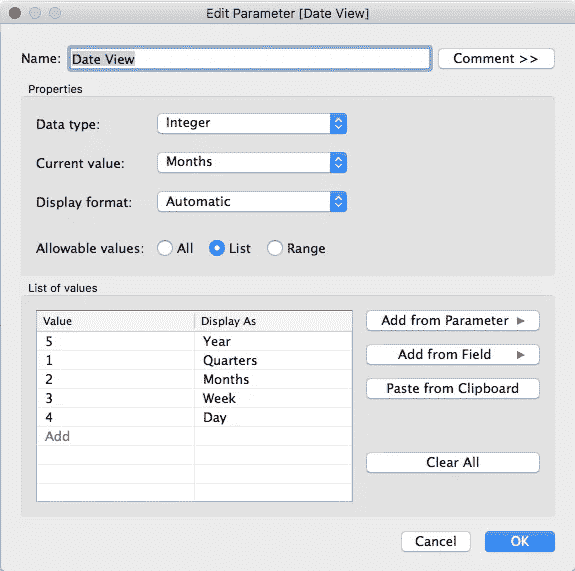 Edit Parameter [Date View]
Name: Date View Comment >>
Properties
Data type: Integer
Current value: Months
Display format: Automatic
Allowable values: All List Range
List of values
Value Display As Add from Parameter ▶
5 Year
1 Quarters Add from Field ▶
2 Months
3 Week Paste from Clipboard
4 Day
Add
Clear All
Cancel OK